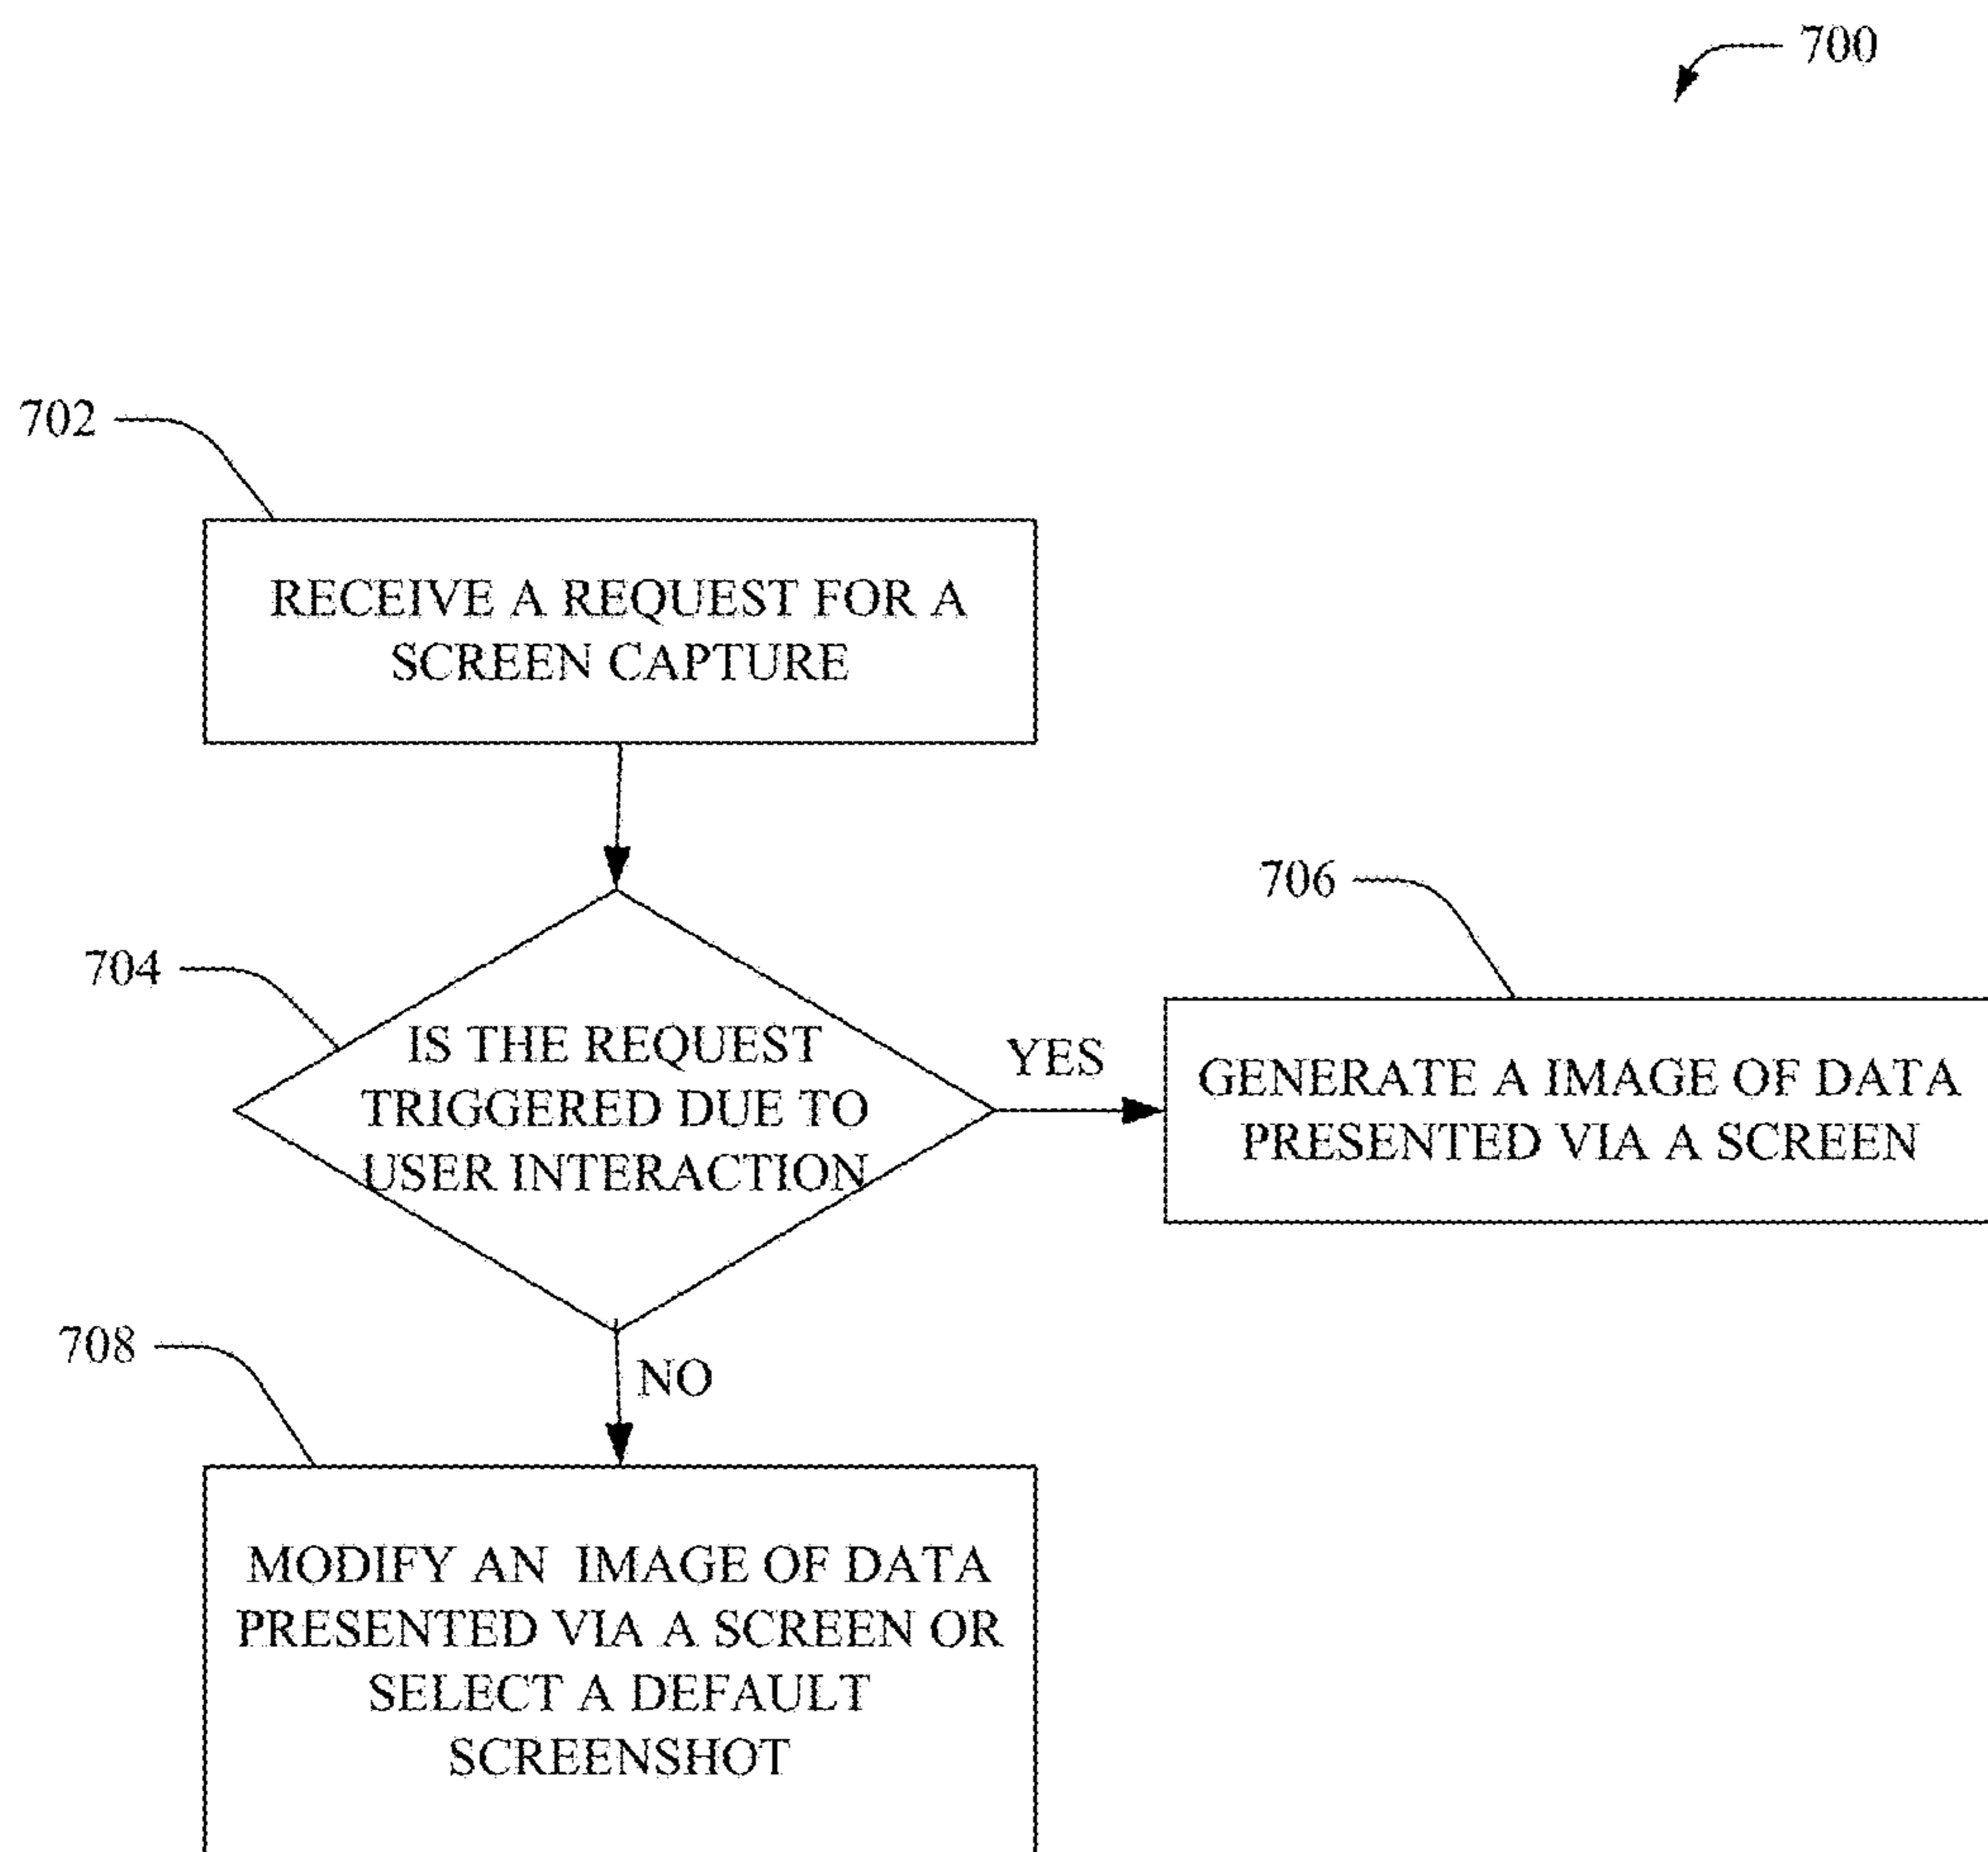 700
702
RECEIVE A REQUEST FOR A
SCREEN CAPTURE
706
704
IS THE REQUEST
TRIGGERED DUE TO
USER INTERACTION
YES
GENERATE A IMAGE OF DATA
PRESENTED VIA A SCREEN
708
NO
MODIFY AN IMAGE OF DATA
PRESENTED VIA A SCREEN OR
SELECT A DEFAULT
SCREENSHOT